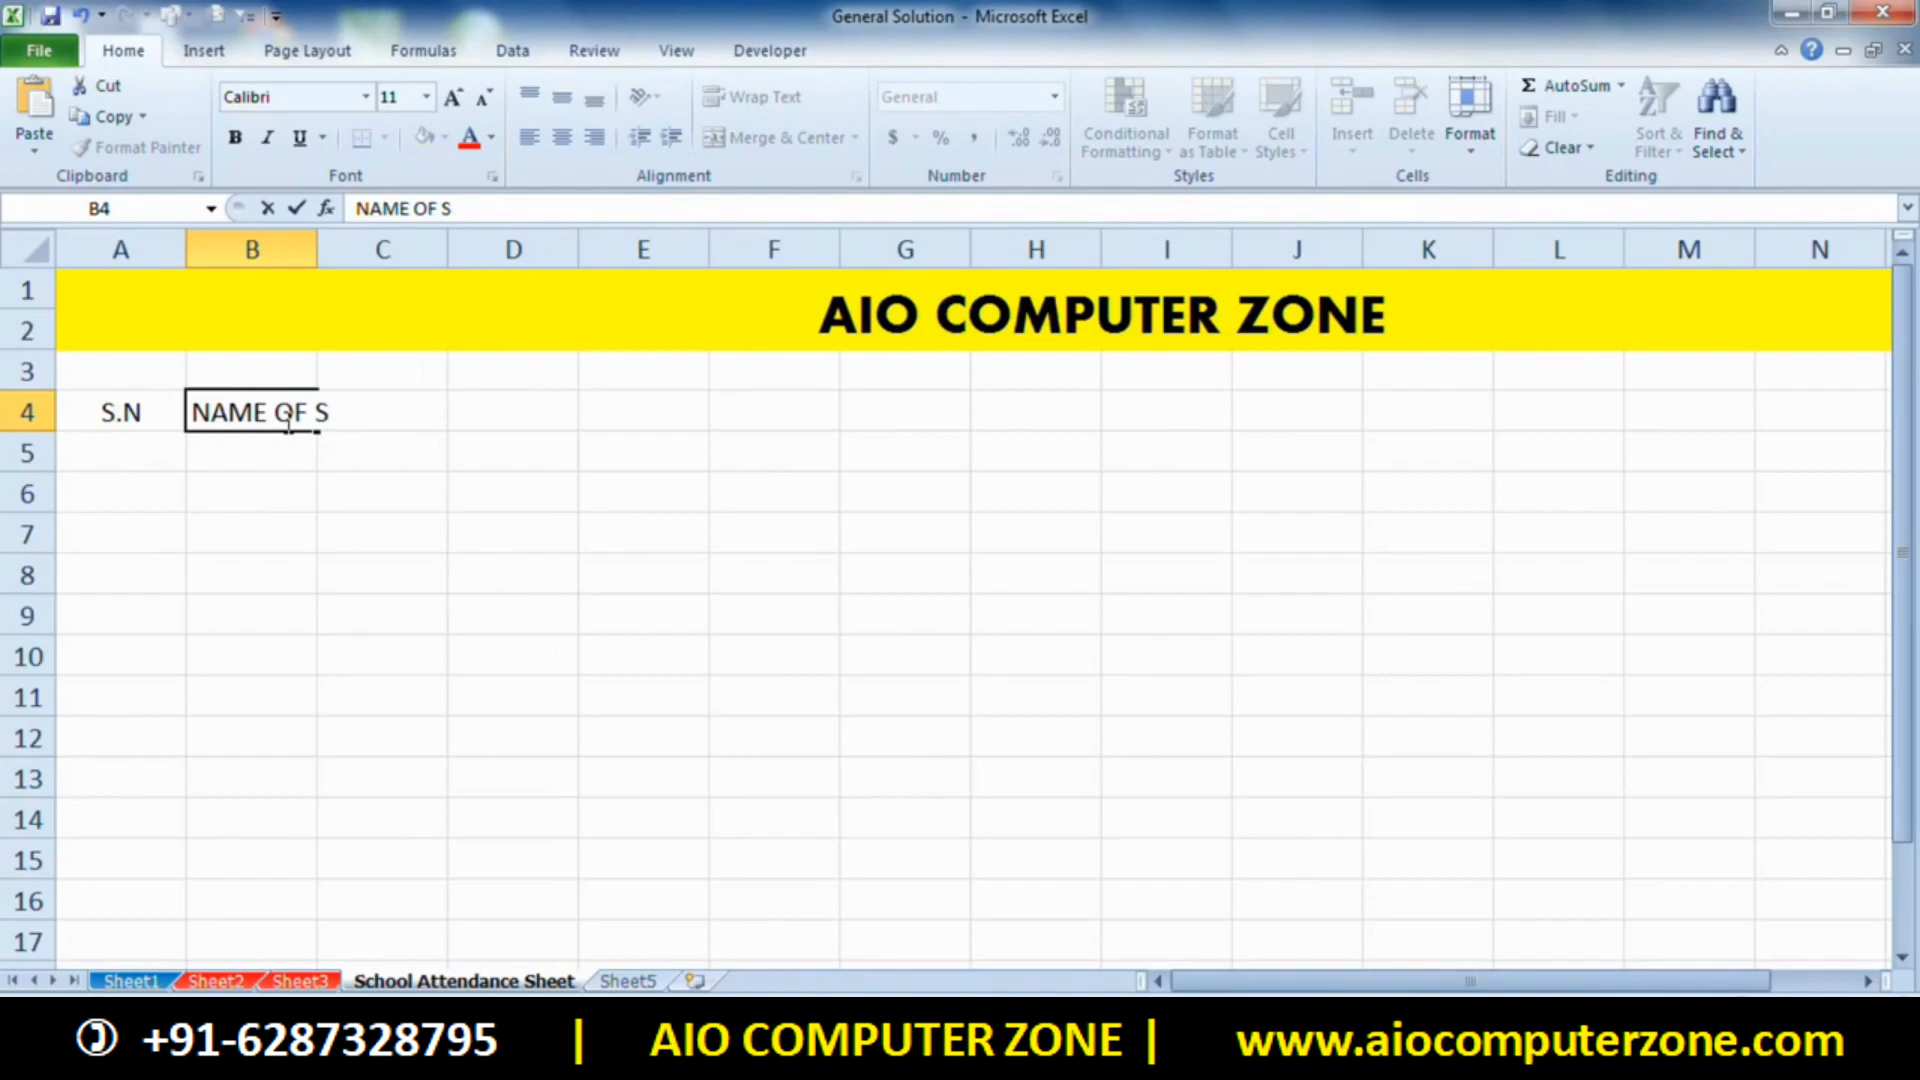 General Solution - Microsoft Excel
File Home Insert Page Layout Formulas Data Review View Developer
Paste Cut Copy Format Painter Clipboard
Calibri 11 B I U A Font
Wrap Text Merge & Center Alignment
General $ % , Number
Conditional Formatting Format as Table Cell Styles Styles
Insert Delete Format Cells
Σ AutoSum Fill Clear Sort & Filter Find & Select Editing
B4 fx NAME OF S
A B C D E F G H I J K L M N
1
AIO COMPUTER ZONE
2
3
4 S.N NAME OF S
5
6
7
8
9
10
11
12
13
14
15
16
17
Sheet1 Sheet2 Sheet3 School Attendance Sheet Sheet5
+91-6287328795 | AIO COMPUTER ZONE | www.aiocomputerzone.com